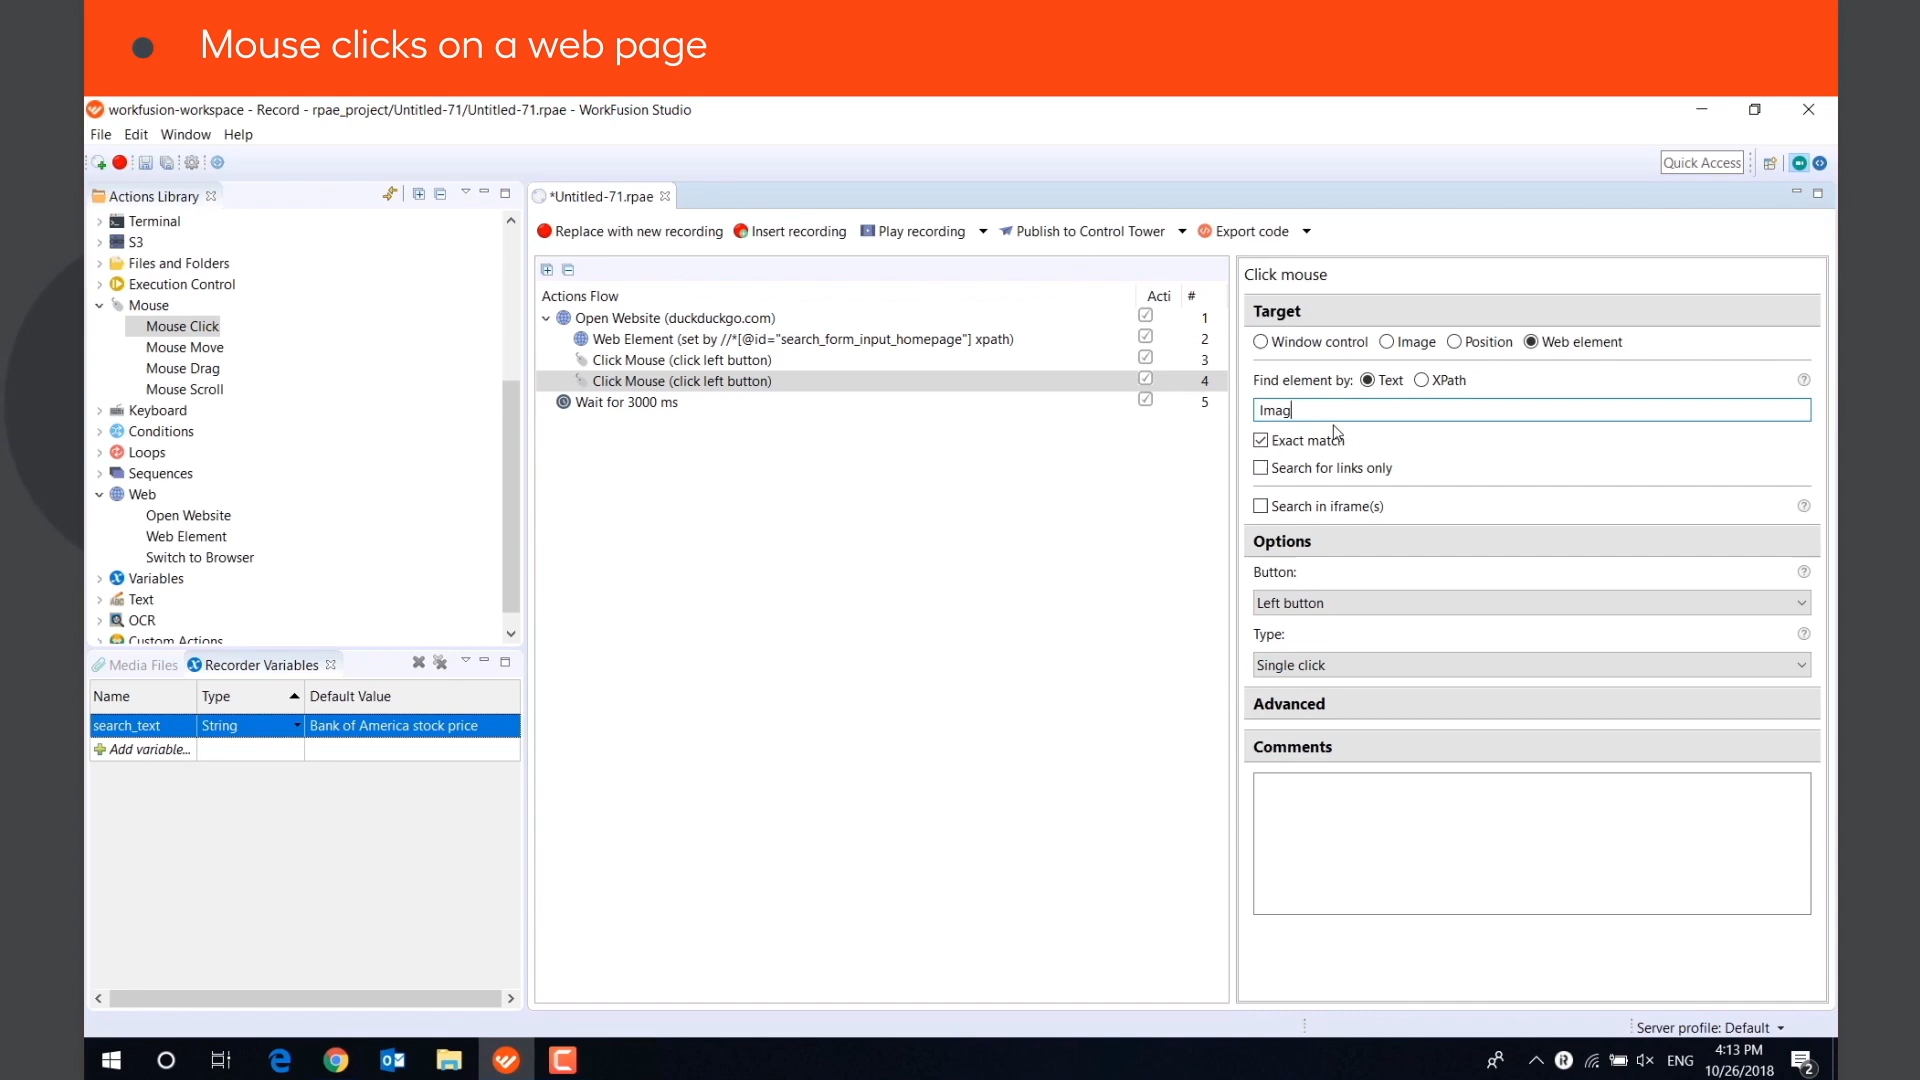 Mouse clicks on a web page
workfusion-workspace - Record - rpae_project/Untitled-71/Untitled-71.rpae - WorkFusion Studio
File Edit Window Help
Quick Access
Actions Library
Terminal
S3
Files and Folders
Execution Control
Mouse
Mouse Click
Mouse Move
Mouse Drag
Mouse Scroll
Keyboard
Conditions
Loops
Sequences
Web
Open Website
Web Element
Switch to Browser
Variables
Text
OCR
Custom Actions
Media Files Recorder Variables
Name Type Default Value
search_text String Bank of America stock price
Add variable...
*Untitled-71.rpae
Replace with new recording Insert recording Play recording Publish to Control Tower Export code
Actions Flow Acti #
Open Website (duckduckgo.com) 1
Web Element (set by //*[@id="search_form_input_homepage"] xpath) 2
Click Mouse (click left button) 3
Click Mouse (click left button) 4
Wait for 3000 ms 5
Click mouse
Target
Window control Image Position Web element
Find element by: Text XPath
Imag
Exact match
Search for links only
Search in iframe(s)
Options
Button:
Left button
Type:
Single click
Advanced
Comments
Server profile: Default
ENG
4:13 PM
10/26/2018
2